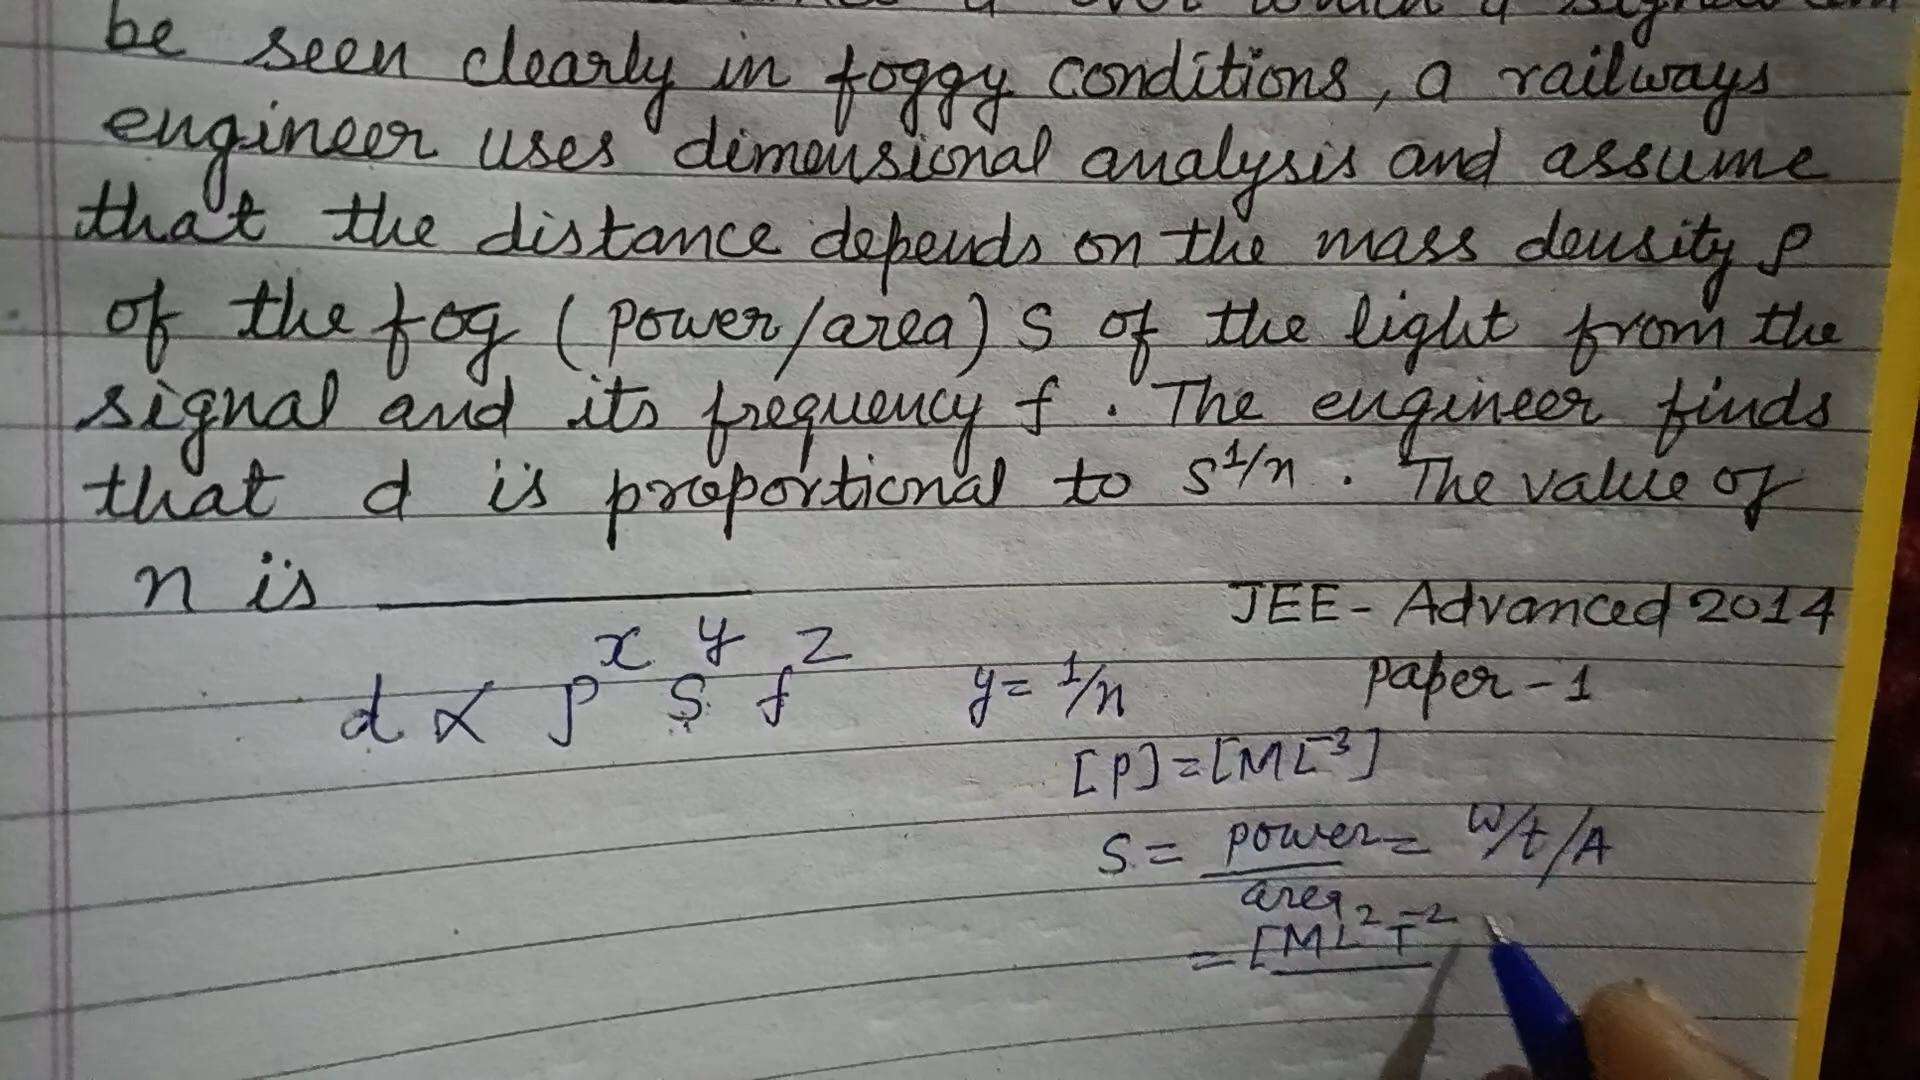 be seen clearly in foggy conditions, a railways
engineer uses dimensional analysis and assume
that the distance depends on the mass density ρ
of the fog (power/area) S of the light from the
signal and its frequency f. The engineer finds
that d is proportional to S^1/n. The value of
n is ________
JEE-Advanced 2014
Paper-1
d ∝ ρ^x S^y f^z y = 1/n
[ρ] = [ML^-3]
S = power/area = W/t/A
= [ML^2T^-2